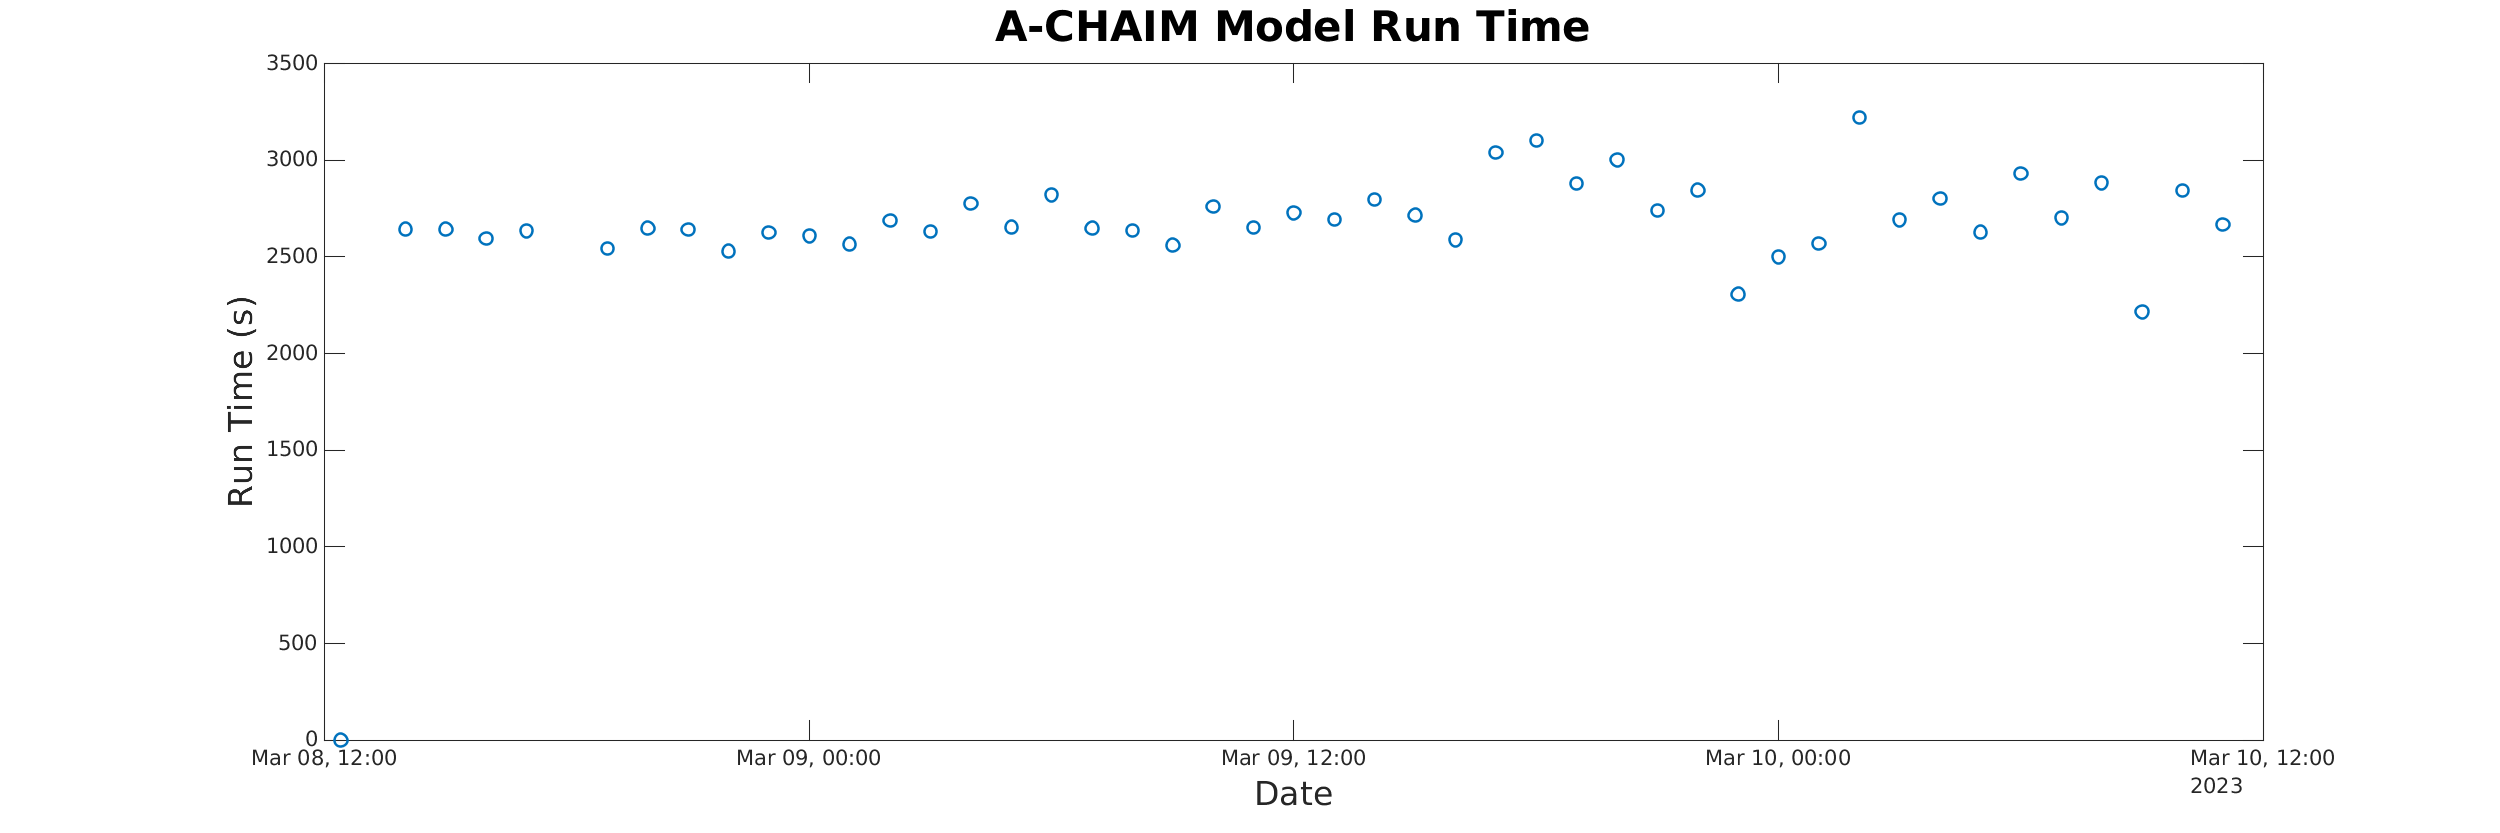 A-CHAIM Model Run Time
3500
3000
2500
2000
1500
1000
500
0
Run Time (s)
Mar 08, 12:00
Mar 09, 00:00
Mar 09, 12:00
Mar 10, 00:00
Mar 10, 12:00
2023
Date